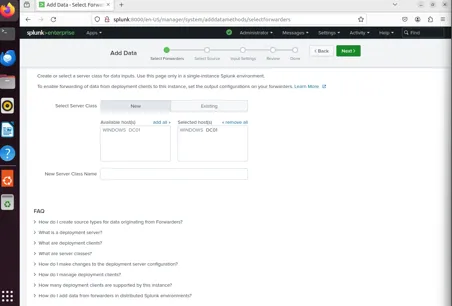 Add Data - Select Forw
splunk:8000/en-US/manager/system/adddatamethods/selectforwarders
splunk>enterprise Apps Administrator Messages Settings Activity Help Find
Add Data
Select Forwarders Select Source Input Settings Review Done
< Back Next >
Create or select a server class for data inputs. Use this page only in a single-instance Splunk environment.
To enable forwarding of data from deployment clients to this instance, set the output configurations on your forwarders. Learn More.
Select Server Class New Existing
Available host(s) add all » Selected host(s) « remove all
WINDOWS DC01 WINDOWS DC01
New Server Class Name
FAQ
> How do I create source types for data originating from Forwarders?
> What is a deployment server?
> What are deployment clients?
> What are server classes?
> How do I make changes to the deployment server configuration?
> How do I manage deployment clients?
> How many deployment clients are supported by this instance?
> How do I add data from forwarders in distributed Splunk environments?